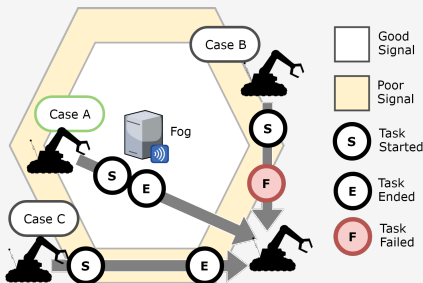 Case B
Good
Signal
Poor
Signal
Case A
Fog
S
S
Task
Started
S
E
E
Task
Ended
F
Case C
F
Task
Failed
S
E